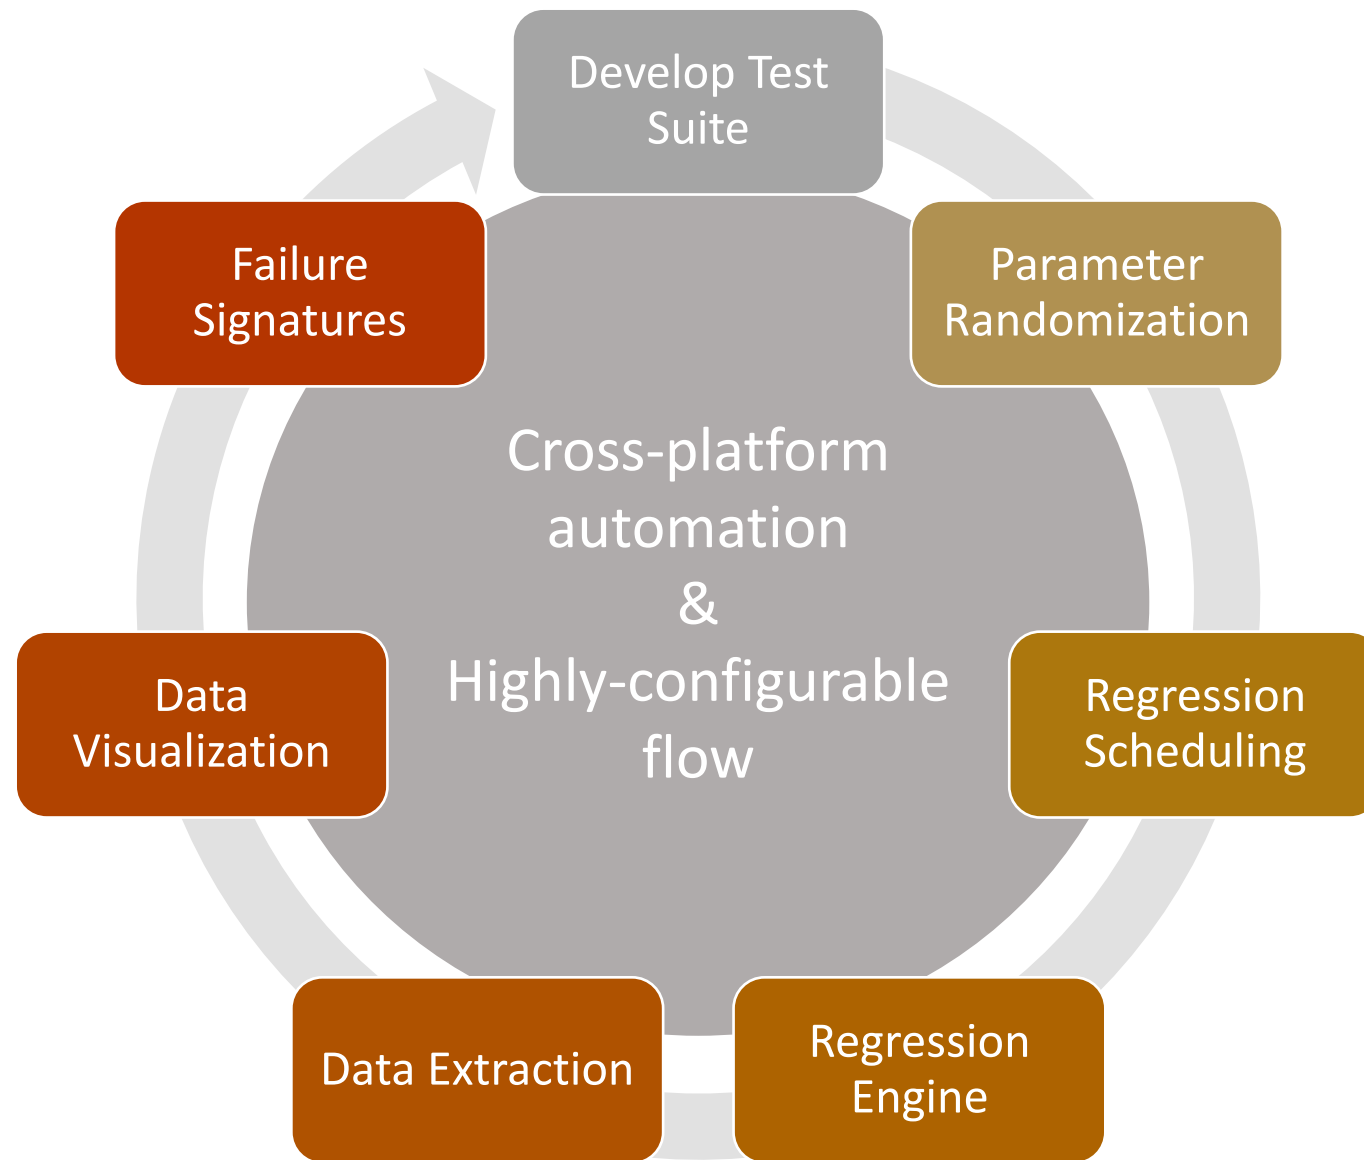 Develop Test
Suite
Parameter
Randomization
Regression
Scheduling
Regression
Engine
Data Extraction
Data
Visualization
Failure
Signatures
Cross-platform
automation
&
Highly-configurable
flow